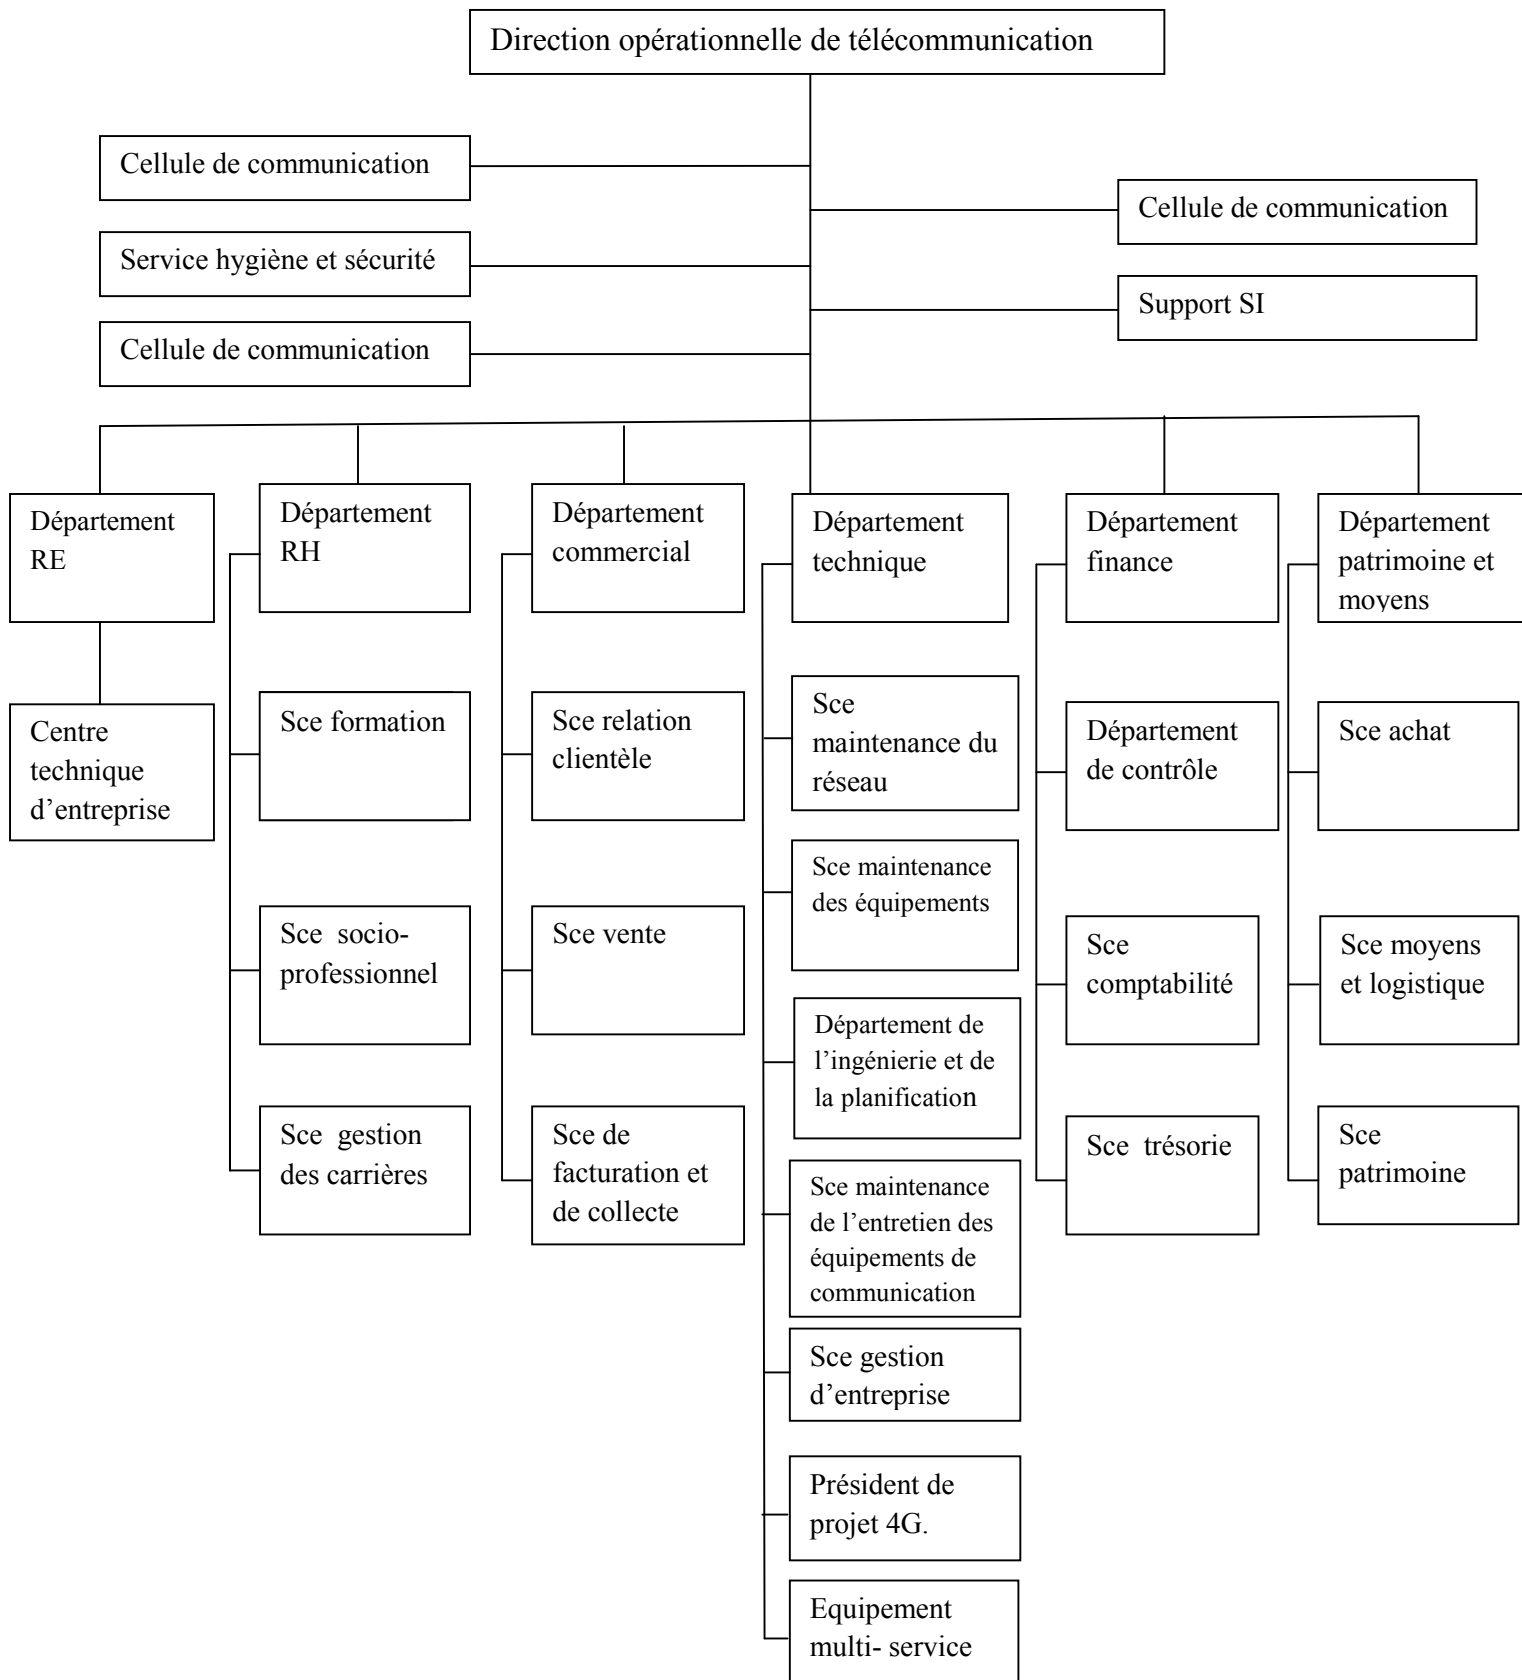 Direction opérationnelle de télécommunication
Cellule de communication
Cellule de communication
Service hygiène et sécurité
Support SI
Cellule de communication
Département
RE
Département
RH
Département
commercial
Département
technique
Département
finance
Département
patrimoine et
moyens
Centre
technique
d’entreprise
Sce formation
Sce socio-
professionnel
Sce gestion
des carrières
Sce relation
clientèle
Sce vente
Sce de
facturation et
de collecte
Sce
maintenance du
réseau
Sce maintenance
des équipements
Département de
l’ingénierie et de
la planification
Sce maintenance
de l’entretien des
équipements de
communication
Sce gestion
d’entreprise
Président de
projet 4G.
Equipement
multi- service
Département
de contrôle
Sce
comptabilité
Sce trésorie
Sce achat
Sce moyens
et logistique
Sce
patrimoine